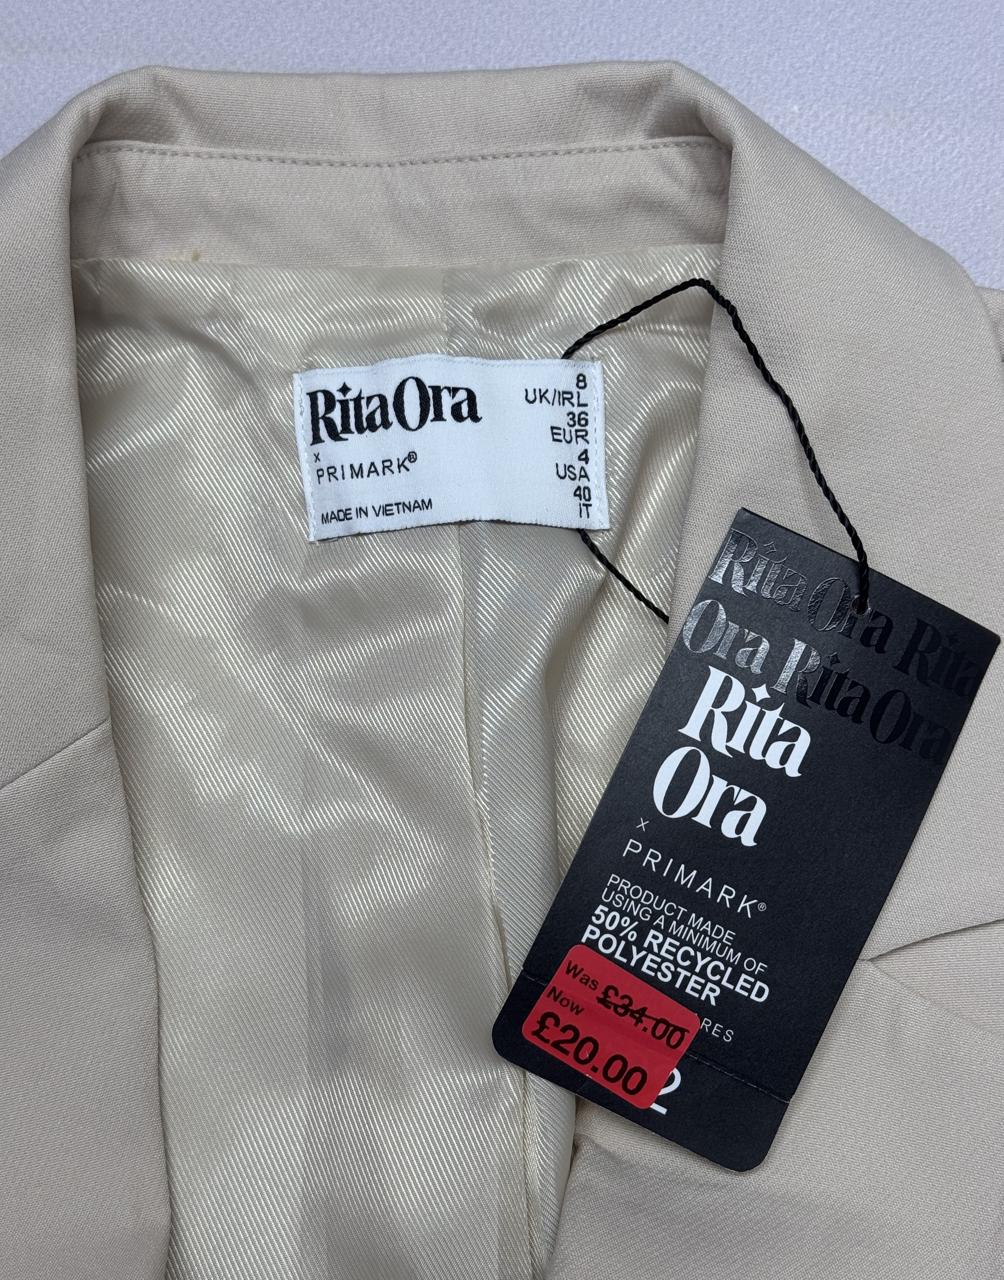 Rita Ora
x
PRIMARK®
MADE IN VIETNAM
8
UK/IRL
36
EUR
4
USA
40
IT
Rita Ora Rita
Ora Rita Ora
Rita
Ora
x
PRIMARK®
PRODUCT MADE
USING A MINIMUM OF
50% RECYCLED
POLYESTER
RES
Was £34.00
Now
£20.00
2